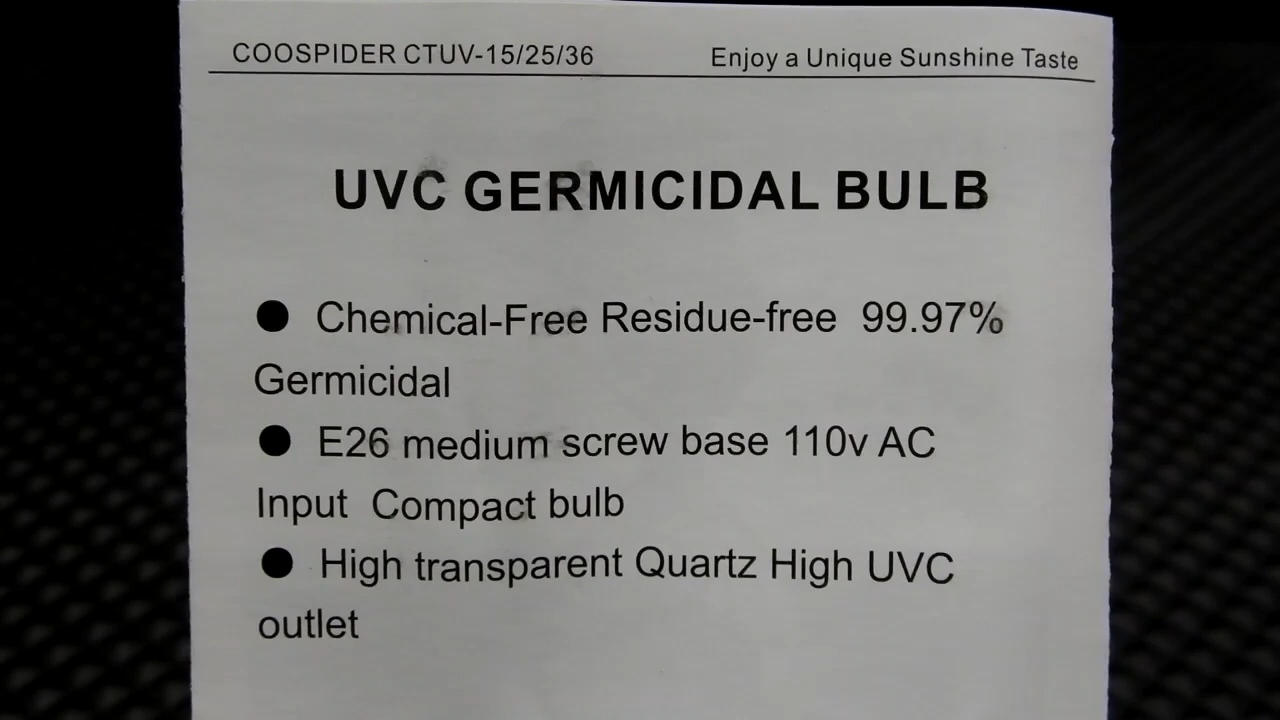 COOSPIDER CTUV-15/25/36 Enjoy a Unique Sunshine Taste
UVC GERMICIDAL BULB
● Chemical-Free Residue-free 99.97%
Germicidal
● E26 medium screw base 110v AC
Input Compact bulb
● High transparent Quartz High UVC
outlet